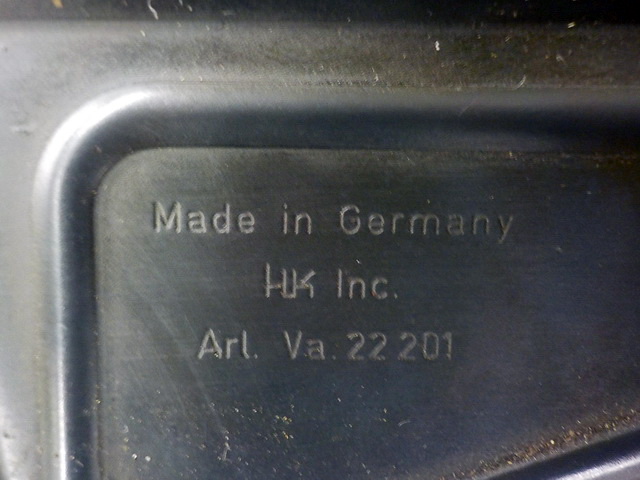 Made in Germany
HK Inc.
Arl. Va. 22 201